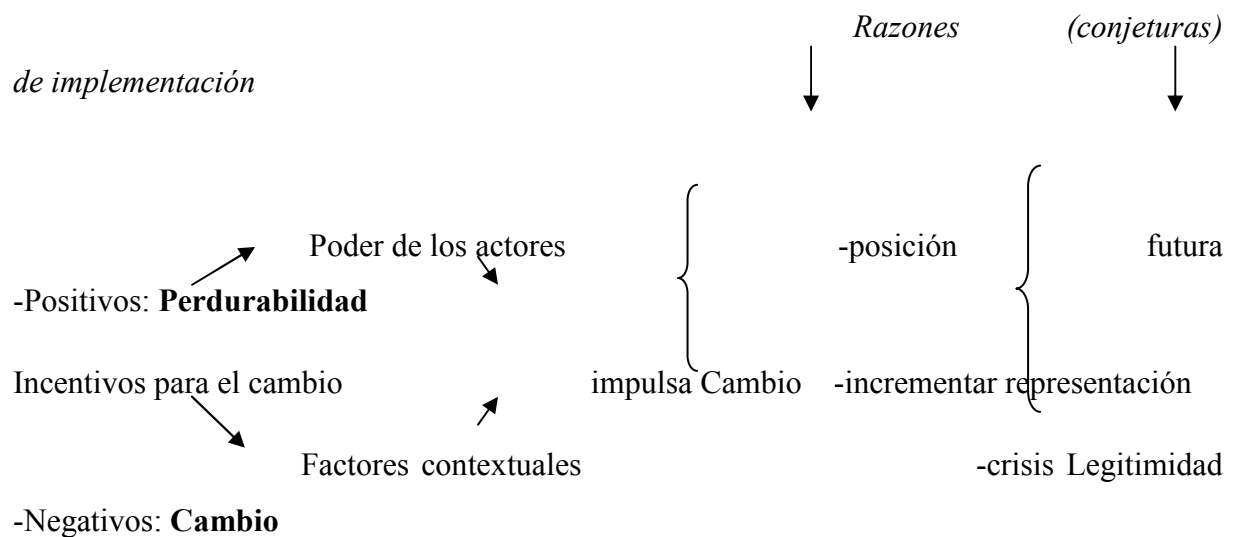 Razones (conjeturas)
de implementación
Poder de los actores -posición futura
-Positivos: Perdurabilidad
Incentivos para el cambio impulsa Cambio -incrementar representación
Factores contextuales -crisis Legitimidad
-Negativos: Cambio